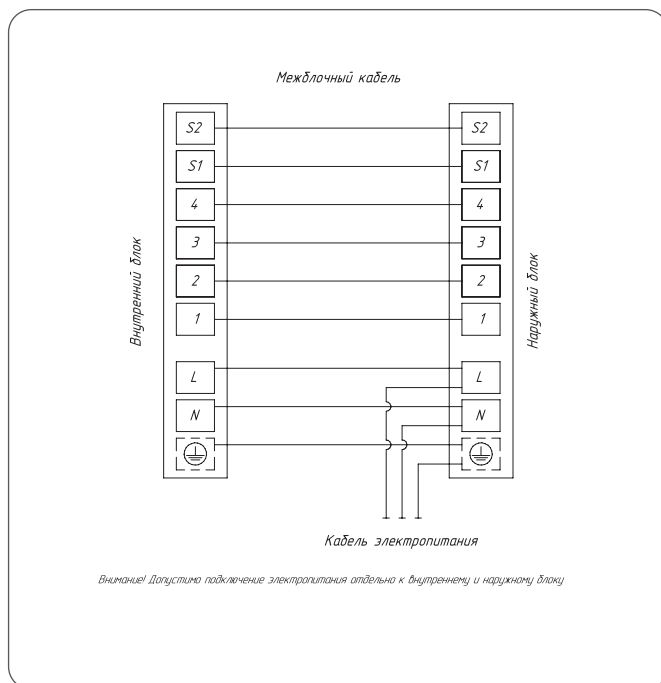 Межблочный кабель
S2 S2
S1 S1
4 4
3 3
2 2
1 1
Внутренний блок
Наружный блок
L L
N N
Кабель электропитания
Внимание! Допустимо подключение электропитания отдельно к внутреннему и наружному блоку